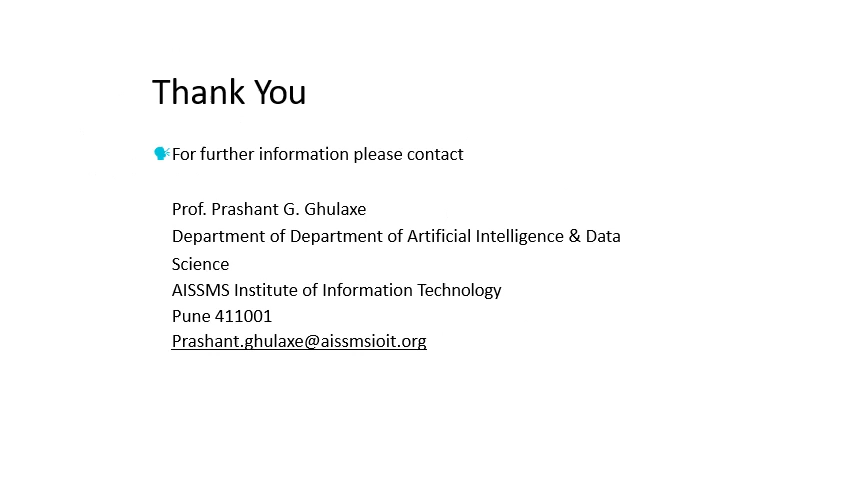 Thank You
For further information please contact
Prof. Prashant G. Ghulaxe
Department of Department of Artificial Intelligence & Data
Science
AISSMS Institute of Information Technology
Pune 411001
Prashant.ghulaxe@aissmsioit.org